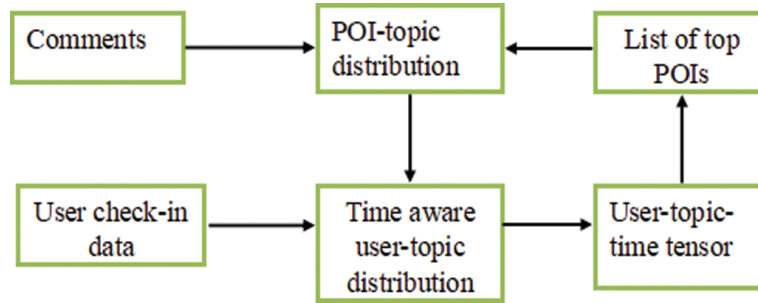 Comments
POI-topic
distribution
List of top
POIs
User check-in
data
Time aware
user-topic
distribution
User-topic-
time tensor